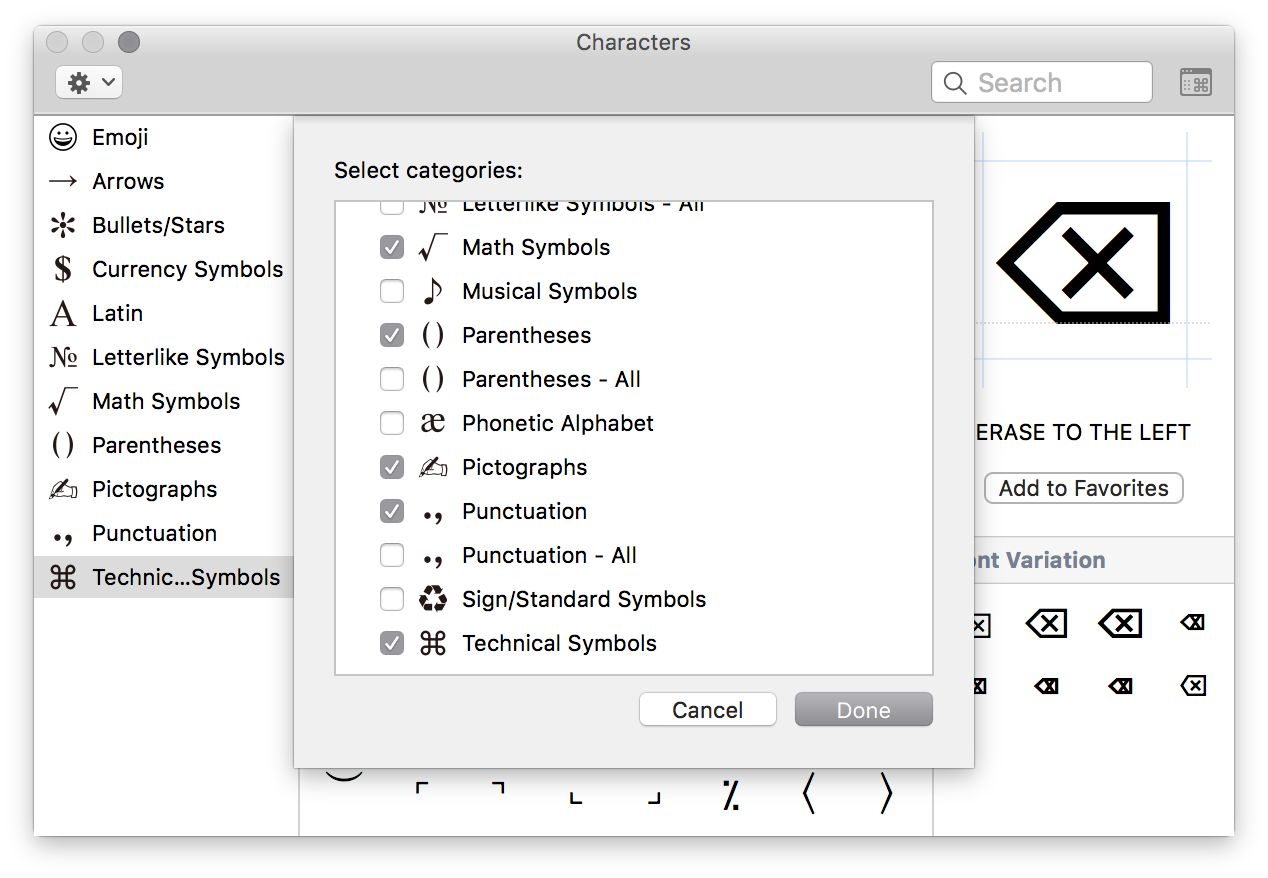 Characters
Search
Emoji
Arrows
Bullets/Stars
Currency Symbols
Latin
Letterlike Symbols
Math Symbols
Parentheses
Pictographs
Punctuation
Technic...Symbols
Select categories:
Letterlike Symbols - All
Math Symbols
Musical Symbols
Parentheses
Parentheses - All
Phonetic Alphabet
Pictographs
Punctuation
Punctuation - All
Sign/Standard Symbols
Technical Symbols
Cancel
Done
ERASE TO THE LEFT
Add to Favorites
ont Variation